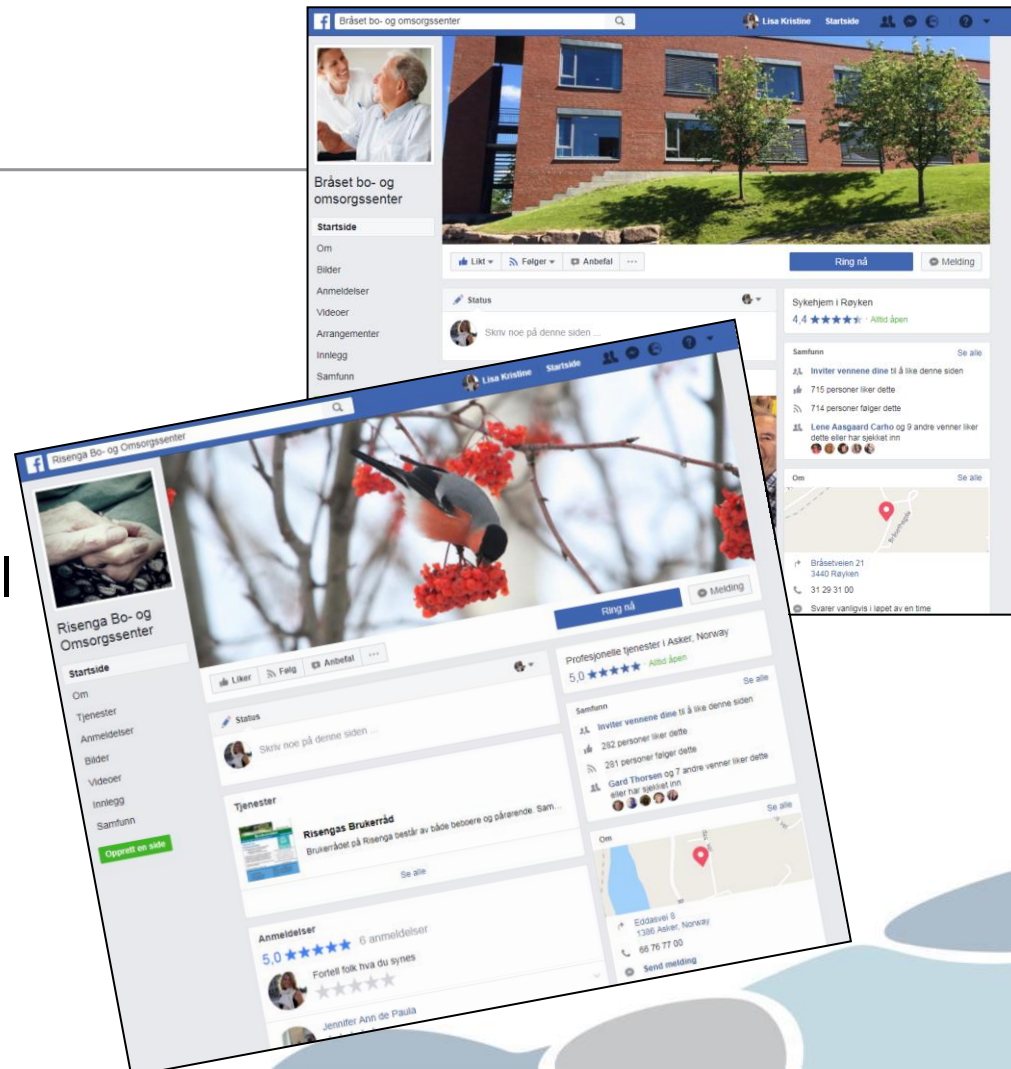 Bråset bo- og omsorgssenter
Lisa Kristine
Startside
Bråset bo- og
omsorgssenter
Startside
Om
Bilder
Anmeldelser
Videoer
Arrangementer
Innlegg
Samfunn
Likt
Følger
Anbefal
Ring nå
Melding
Status
Skriv noe på denne siden ...
Sykehjem i Røyken
4,4 ★★★★★ · Alltid åpen
Samfunn
Se alle
Inviter vennene dine til å like denne siden
715 personer liker dette
714 personer følger dette
Lene Aasgaard Carho og 9 andre venner liker
dette eller har sjekket inn
Om
Se alle
Bråsetveien 21
3440 Røyken
31 29 31 00
Svarer vanligvis i løpet av en time
Risenga Bo- og Omsorgssenter
Lisa Kristine
Startside
Risenga Bo- og
Omsorgssenter
Startside
Om
Tjenester
Anmeldelser
Bilder
Videoer
Innlegg
Samfunn
Opprett en side
Liker
Følg
Anbefal
Ring nå
Melding
Status
Skriv noe på denne siden ...
Tjenester
Risengas Brukerråd
Brukerrådet på Risenga består av både beboere og pårørende. Sam...
Se alle
Anmeldelser
5,0 ★★★★★ 6 anmeldelser
Fortell folk hva du synes
Jennifer Ann de Paula
Profesjonelle tjenester i Asker, Norway
5,0 ★★★★★ · Alltid åpen
Samfunn
Se alle
Inviter vennene dine til å like denne siden
282 personer liker dette
281 personer følger dette
Gard Thorsen og 7 andre venner liker dette
eller har sjekket inn
Om
Se alle
Eddasvei 8
1386 Asker, Norway
66 76 77 00
Send melding